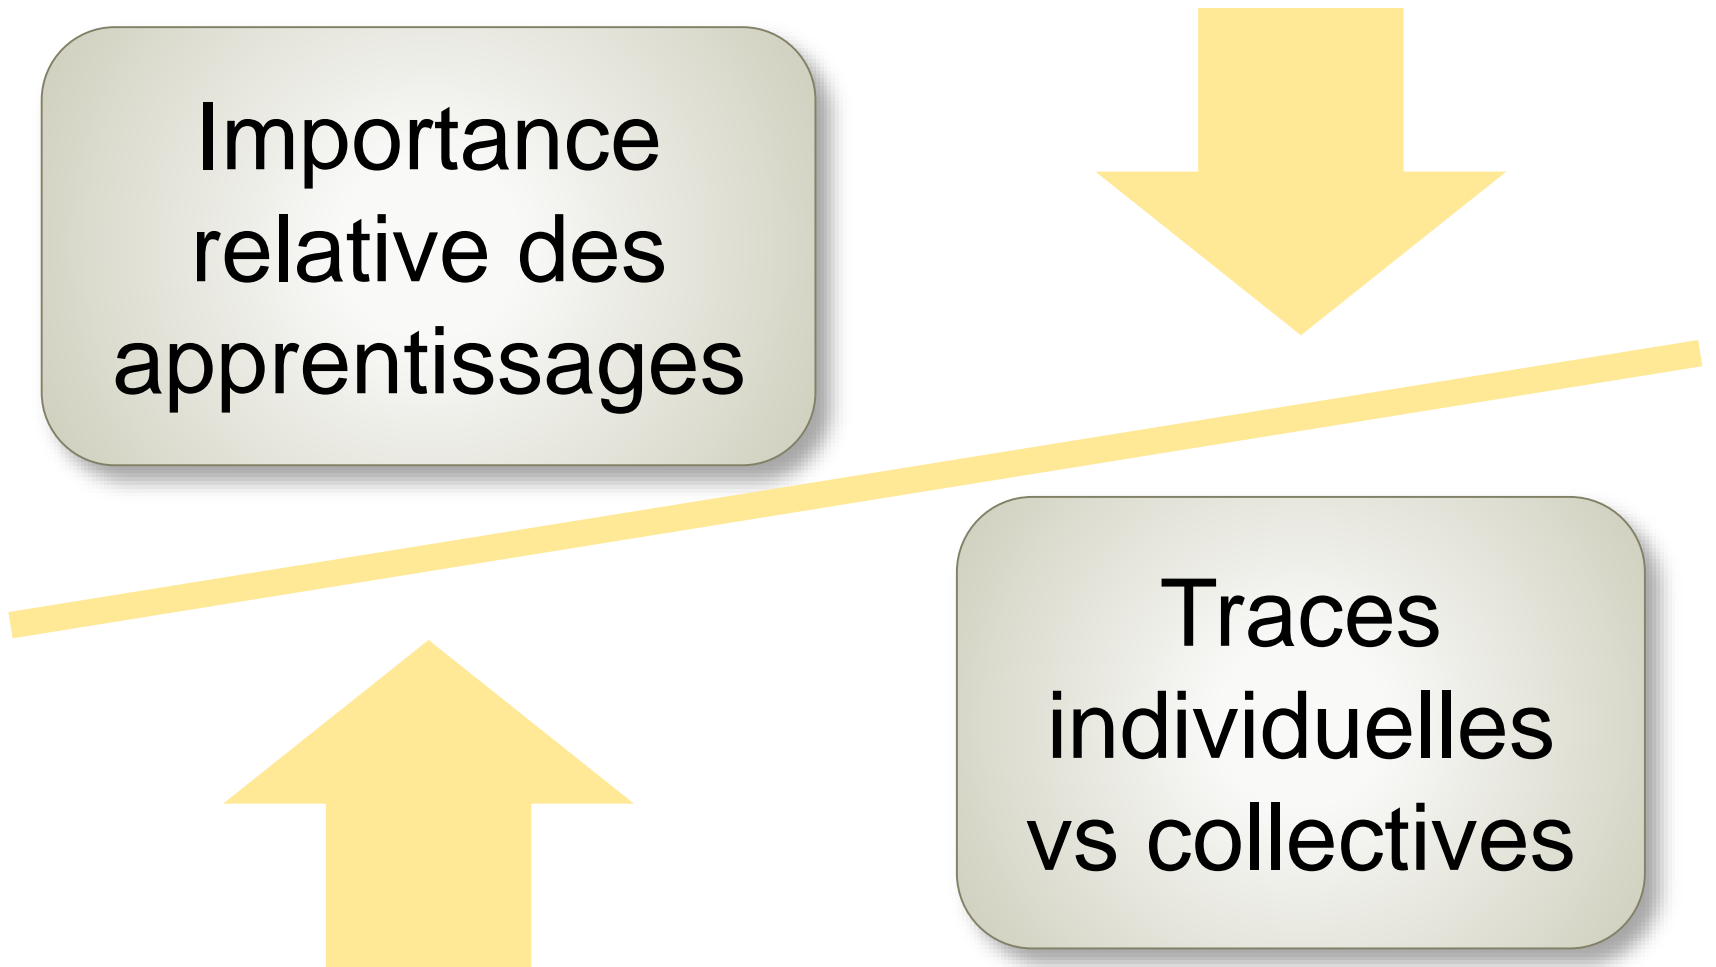 Importance
relative des
apprentissages
Traces
individuelles
vs collectives